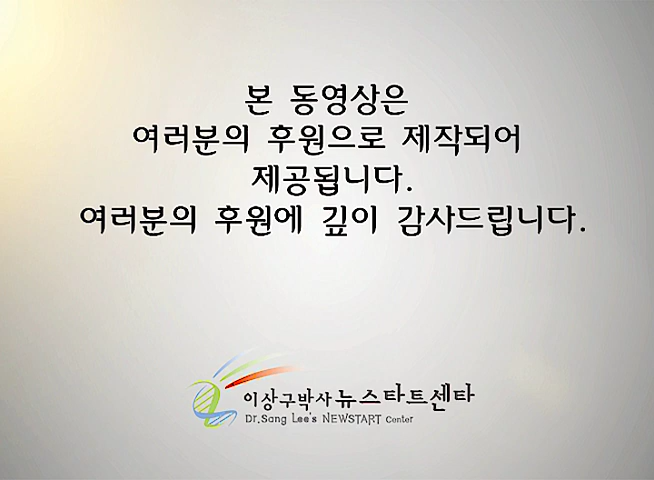 본 동영상은
여러분의 후원으로 제작되어
제공됩니다.
여러분의 후원에 깊이 감사드립니다.
이상구박사뉴스타트센타
Dr.Sang Lee's NEWSTART Center